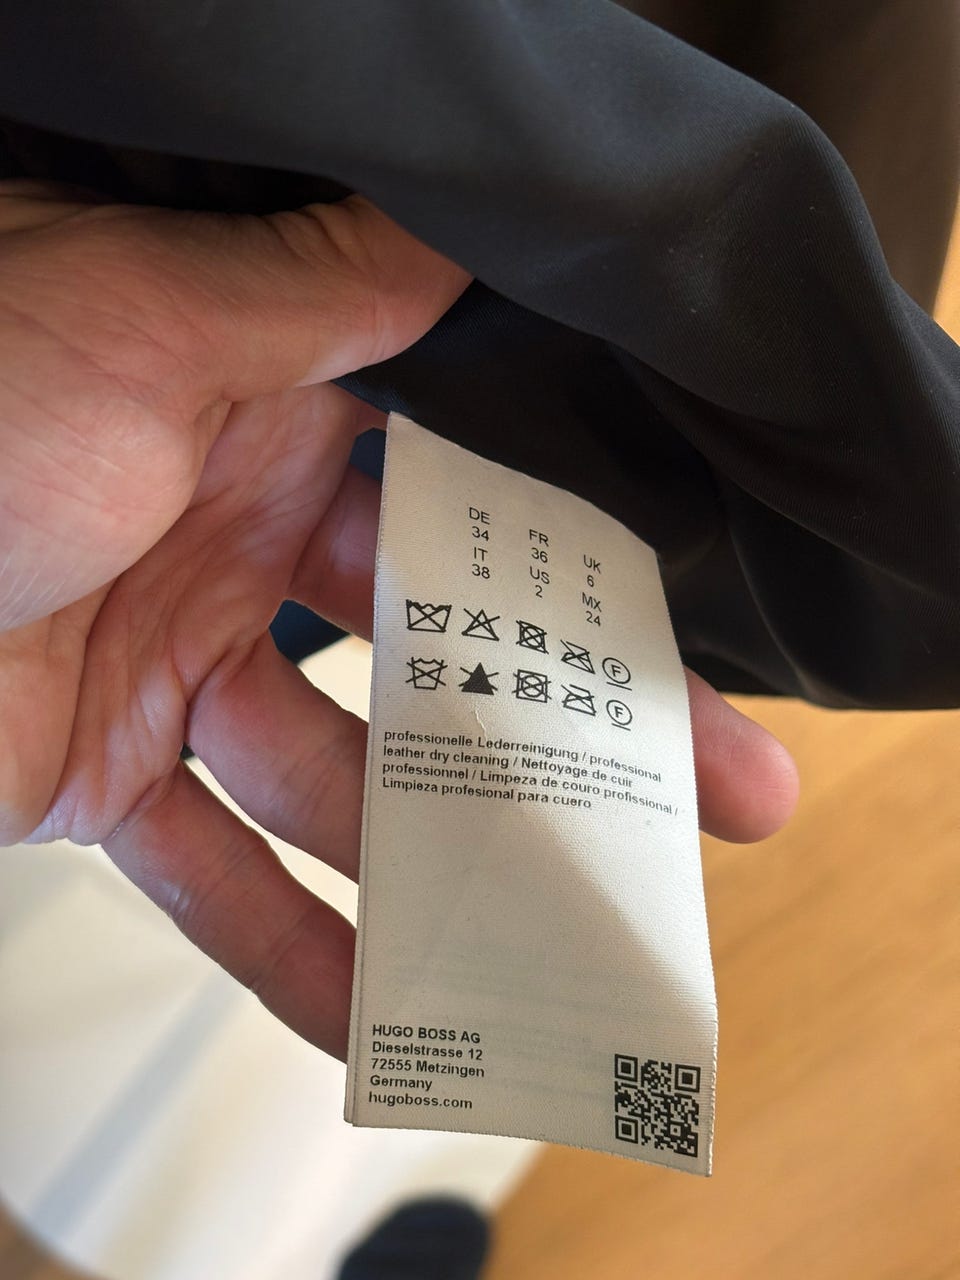 DE FR UK
34 36 6
IT US MX
38 2 24
F
F
professionelle Lederreinigung / professional
leather dry cleaning / Nettoyage de cuir
professionnel / Limpeza de couro profissional /
Limpieza profesional para cuero
HUGO BOSS AG
Dieselstrasse 12
72555 Metzingen
Germany
hugoboss.com